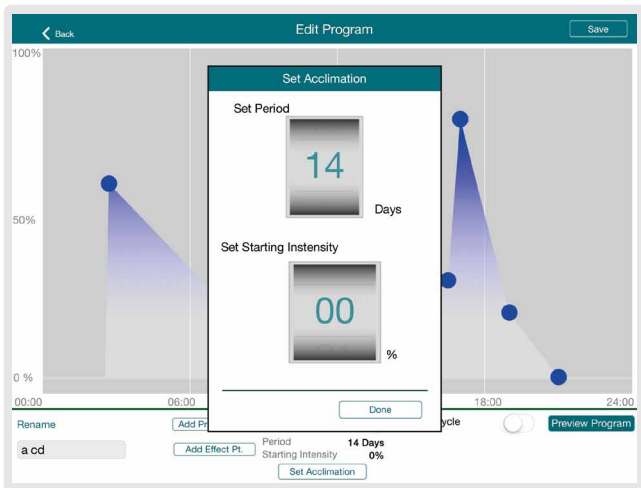 Back
Edit Program
Save
100%
Set Acclimation
Set Period
14
Days
50%
Set Starting Instensity
00
%
0 %
00:00
06:00
18:00
24:00
Done
Rename
Add Pr
ycle
Preview Program
a cd
Add Effect Pt.
Period 14 Days
Starting Intensity 0%
Set Acclimation